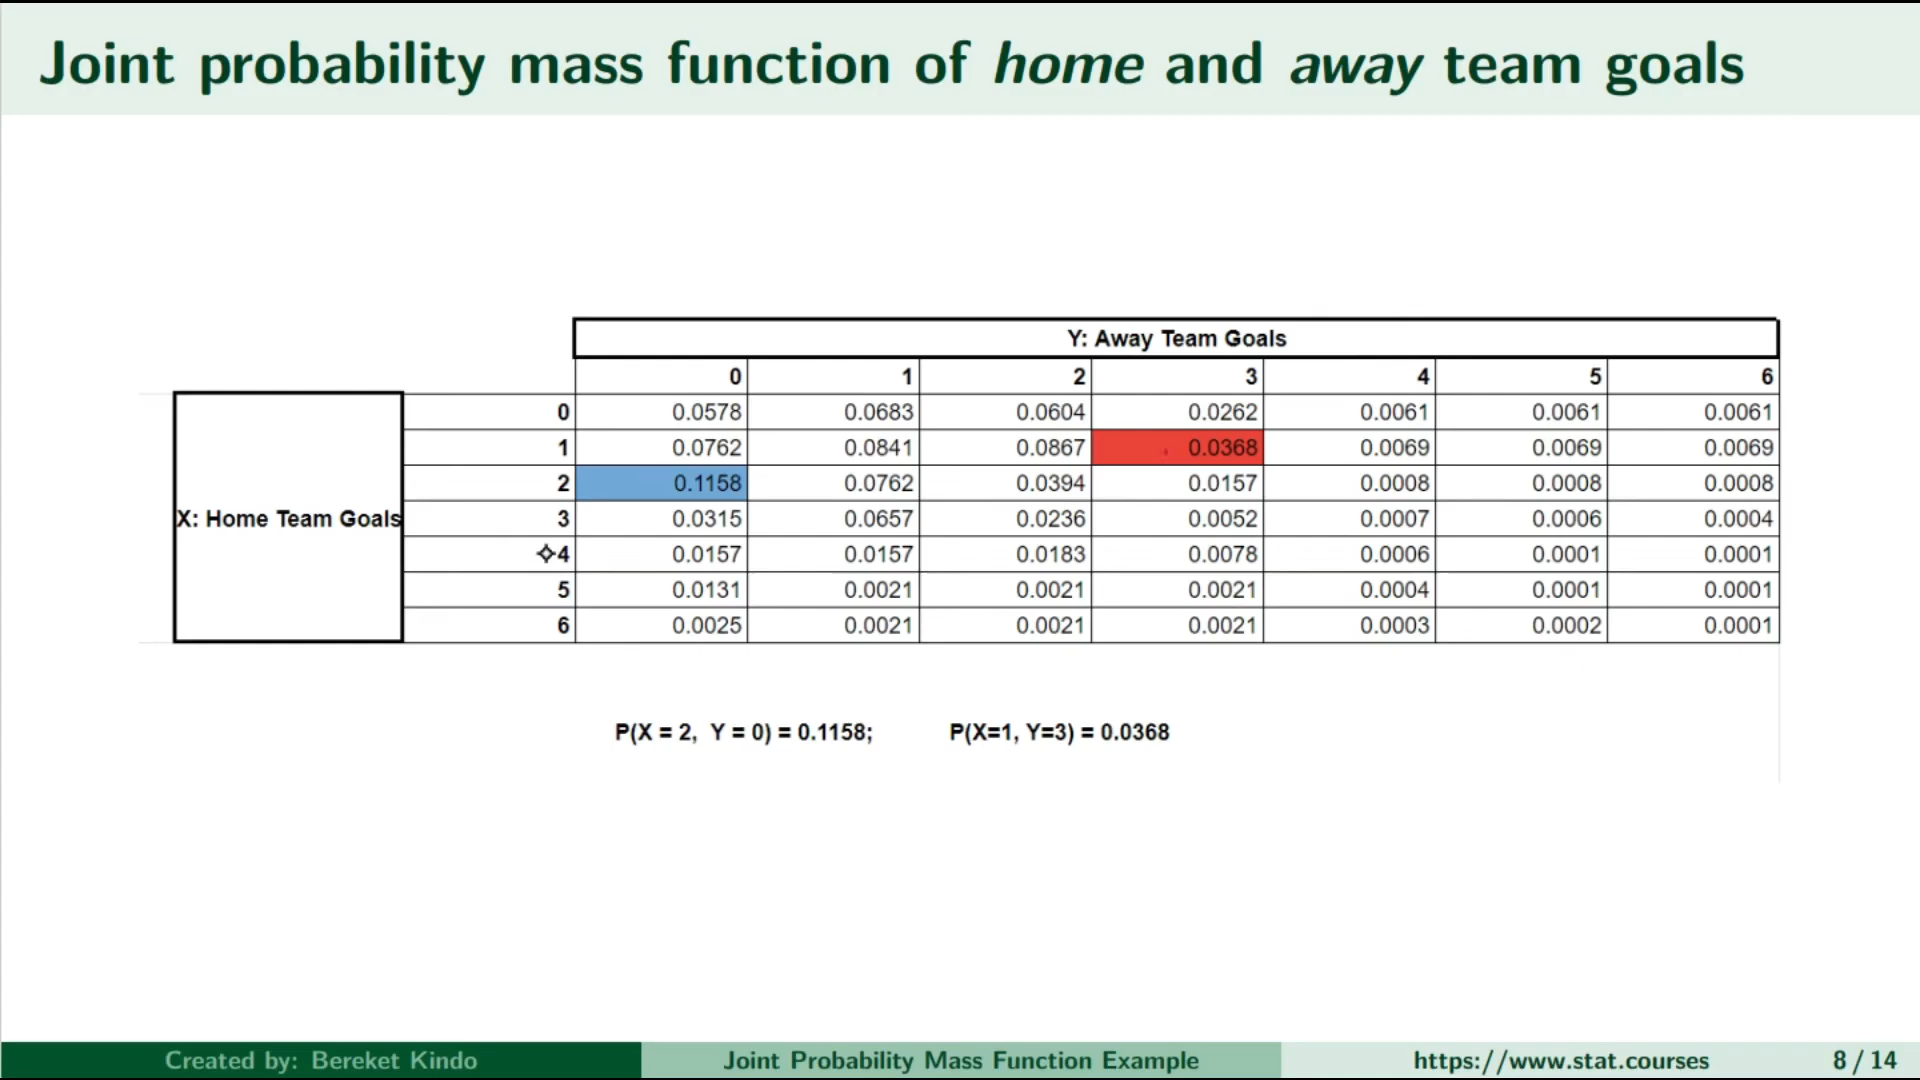 Joint probability mass function of home and away team goals
Y: Away Team Goals
0 1 2 3 4 5 6
X: Home Team Goals
0 0.0578 0.0683 0.0604 0.0262 0.0061 0.0061 0.0061
1 0.0762 0.0841 0.0867 0.0368 0.0069 0.0069 0.0069
2 0.1158 0.0762 0.0394 0.0157 0.0008 0.0008 0.0008
3 0.0315 0.0657 0.0236 0.0052 0.0007 0.0006 0.0004
4 0.0157 0.0157 0.0183 0.0078 0.0006 0.0001 0.0001
5 0.0131 0.0021 0.0021 0.0021 0.0004 0.0001 0.0001
6 0.0025 0.0021 0.0021 0.0021 0.0003 0.0002 0.0001
P(X = 2, Y = 0) = 0.1158; P(X=1, Y=3) = 0.0368
Created by: Bereket Kindo Joint Probability Mass Function Example https://www.stat.courses 8 / 14